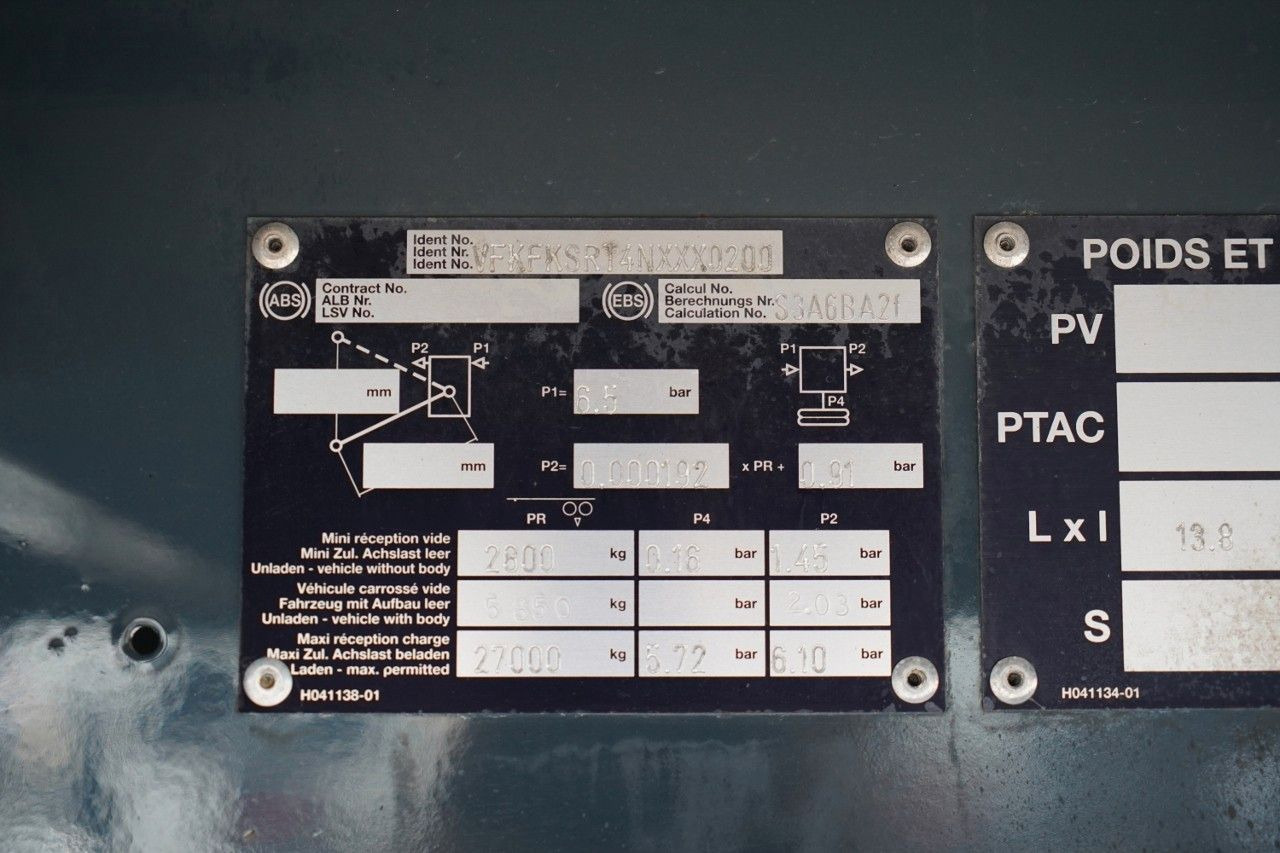 Ident No.
Ident Nr.
Ident No. VFKFKSRT4NXXX0200
ABS
Contract No.
ALB Nr.
LSV No.
EBS
Calcul No.
Berechnungs Nr.
Calculation No. S3A6BA2f
P2 P1
mm
mm
P1= 6.5 bar
P1 P2
P4
P2= 0.000192 x PR + 0.91 bar
PR P4 P2
Mini réception vide
Mini Zul. Achslast leer
Unladen - vehicle without body
2800 kg 0.16 bar 1.45 bar
Véhicule carrossé vide
Fahrzeug mit Aufbau leer
Unladen - vehicle with body
5850 kg bar 2.03 bar
Maxi réception charge
Maxi Zul. Achslast beladen
Laden - max. permitted
27000 kg 5.72 bar 6.10 bar
H041138-01
POIDS ET
PV
PTAC
L x l 13.8
S
H041134-01